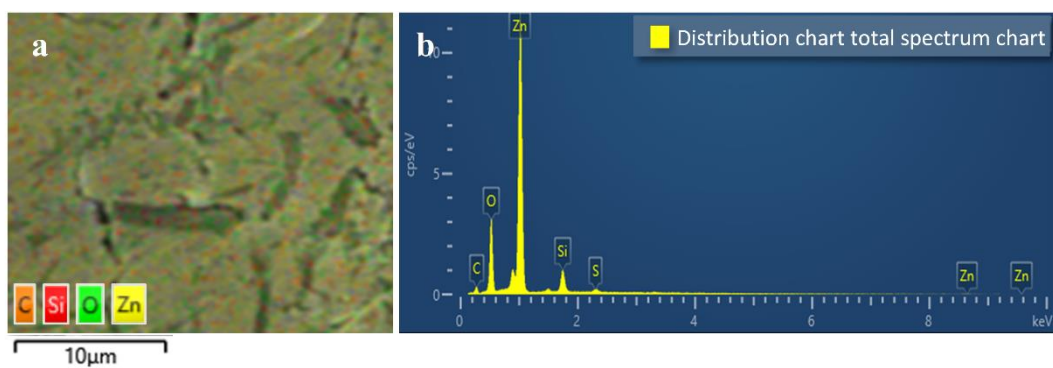 a
C Si O Zn
10μm
b
Distribution chart total spectrum chart
cps/eV
10
5
0
C
O
Zn
Si
S
Zn
Zn
0 2 4 6 8 keV